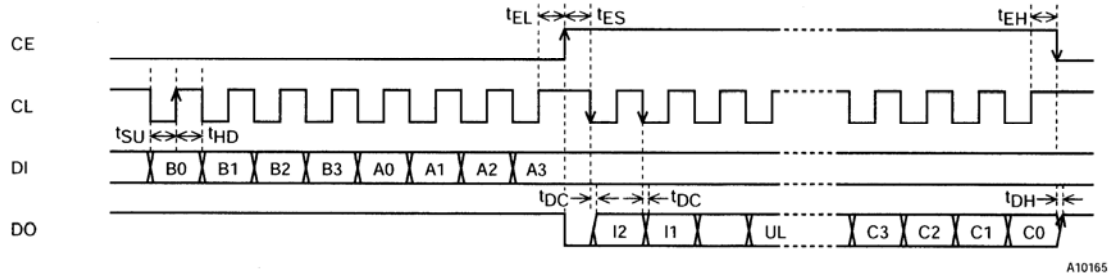 tEL tES tEH
CE
CL
tSU tHD
DI B0 B1 B2 B3 A0 A1 A2 A3
tDC tDC tDH
DO I2 I1 UL C3 C2 C1 C0
A10165